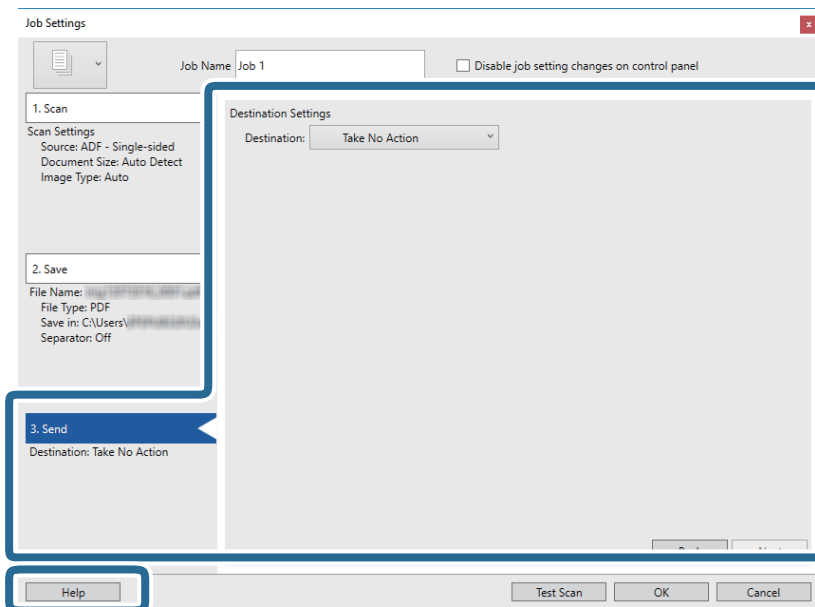 Job Settings
x
Job Name Job 1
Disable job setting changes on control panel
1. Scan
Scan Settings
Source: ADF - Single-sided
Document Size: Auto Detect
Image Type: Auto
2. Save
File Name:
File Type: PDF
Save in: C:\Users\
Separator: Off
3. Send
Destination: Take No Action
Destination Settings
Destination: Take No Action
Help
Test Scan
OK
Cancel